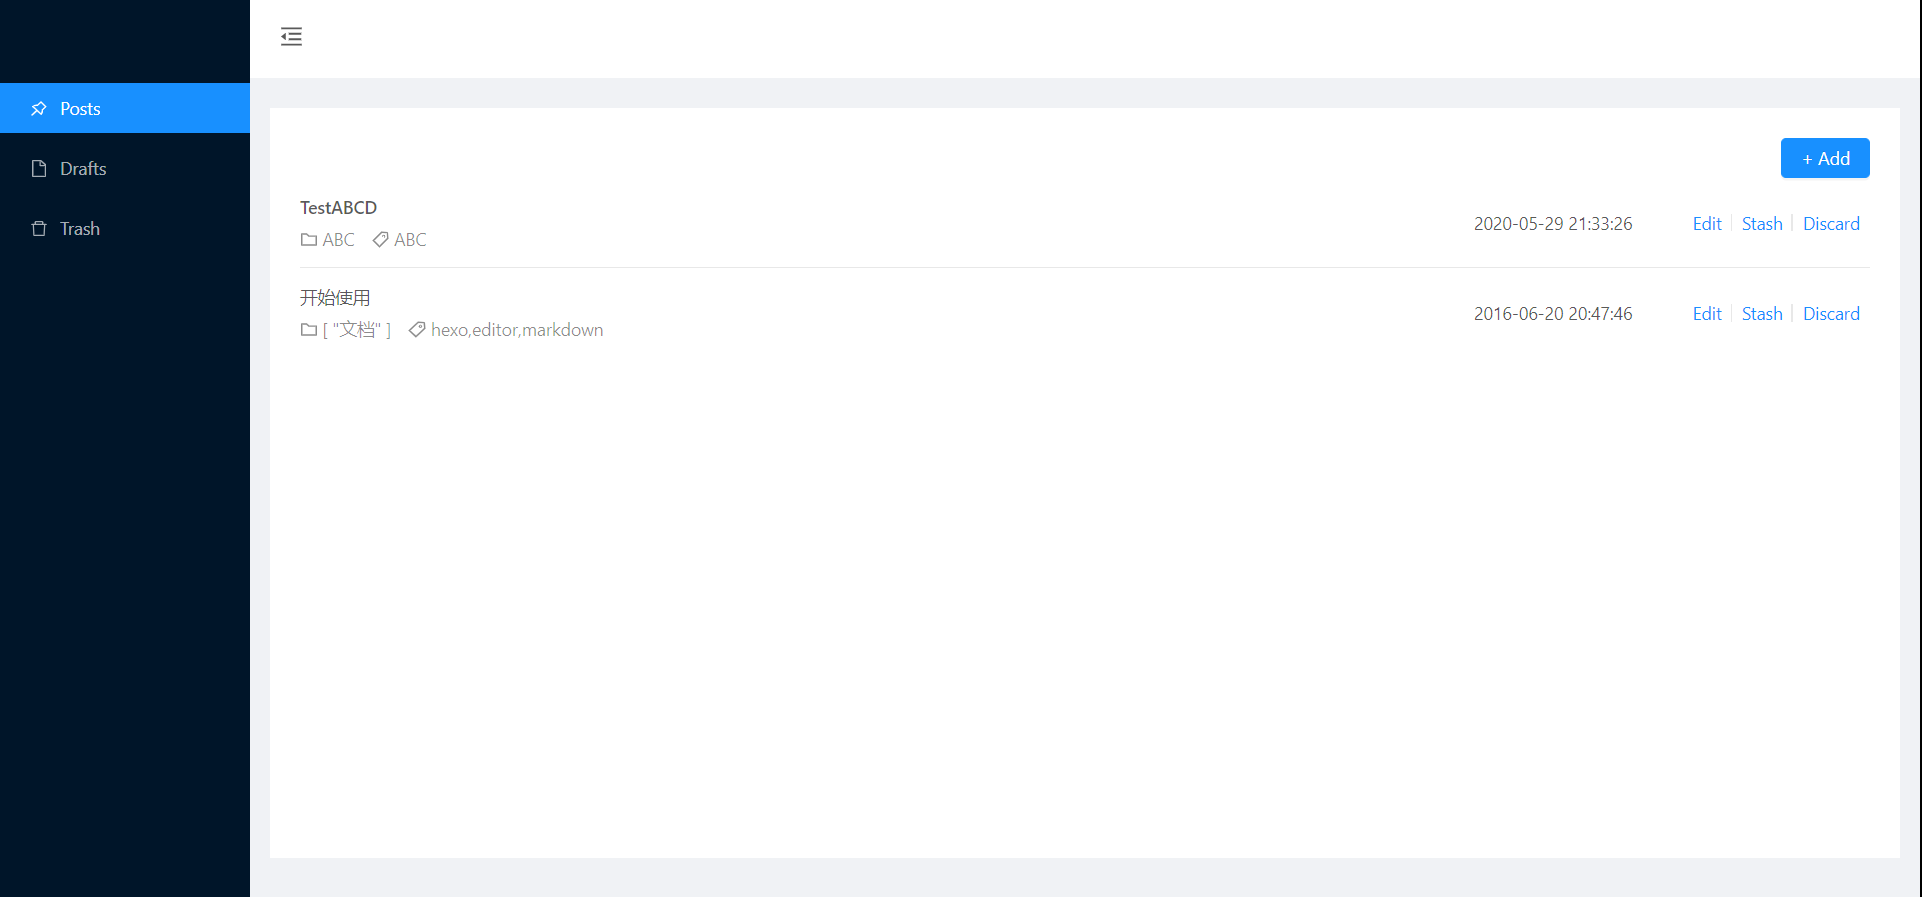 Posts
Drafts
Trash
+ Add
TestABCD
ABC ABC
2020-05-29 21:33:26 Edit Stash Discard
开始使用
[ "文档" ] hexo,editor,markdown
2016-06-20 20:47:46 Edit Stash Discard